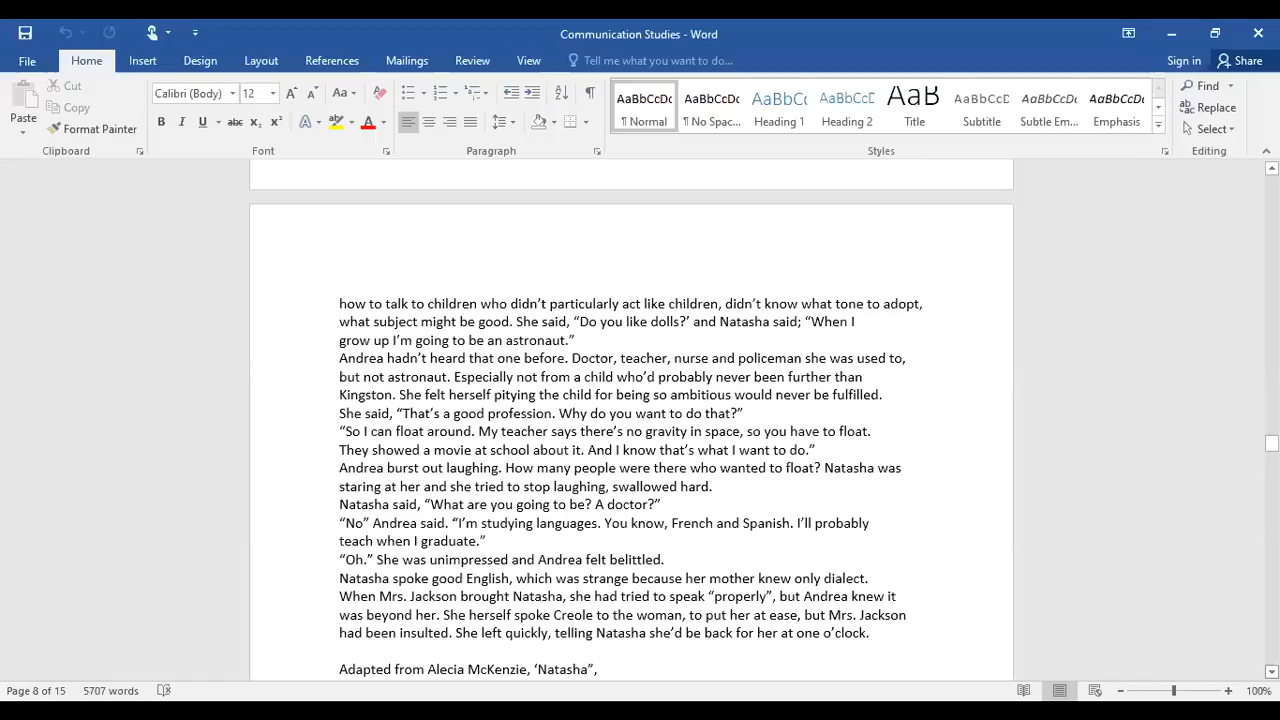 Communication Studies - Word
File
Home
Insert
Design
Layout
References
Mailings
Review
View
Tell me what you want to do...
Sign in
Share
Paste
Cut
Copy
Format Painter
Clipboard
Calibri (Body)
12
Font
Paragraph
AaBbCcDc
¶ Normal
AaBbCcDc
¶ No Spac...
AaBbCc
Heading 1
AaBbCcC
Heading 2
AaB
Title
AaBbCcD
Subtitle
AaBbCcDc
Subtle Em...
AaBbCcDc
Emphasis
Styles
Find
Replace
Select
Editing
how to talk to children who didn’t particularly act like children, didn’t know what tone to adopt,
what subject might be good. She said, “Do you like dolls?’ and Natasha said; “When I
grow up I’m going to be an astronaut.”
Andrea hadn’t heard that one before. Doctor, teacher, nurse and policeman she was used to,
but not astronaut. Especially not from a child who’d probably never been further than
Kingston. She felt herself pitying the child for being so ambitious would never be fulfilled.
She said, “That’s a good profession. Why do you want to do that?”
“So I can float around. My teacher says there’s no gravity in space, so you have to float.
They showed a movie at school about it. And I know that’s what I want to do.”
Andrea burst out laughing. How many people were there who wanted to float? Natasha was
staring at her and she tried to stop laughing, swallowed hard.
Natasha said, “What are you going to be? A doctor?”
“No” Andrea said. “I’m studying languages. You know, French and Spanish. I’ll probably
teach when I graduate.”
“Oh.” She was unimpressed and Andrea felt belittled.
Natasha spoke good English, which was strange because her mother knew only dialect.
When Mrs. Jackson brought Natasha, she had tried to speak “properly”, but Andrea knew it
was beyond her. She herself spoke Creole to the woman, to put her at ease, but Mrs. Jackson
had been insulted. She left quickly, telling Natasha she’d be back for her at one o’clock.
Adapted from Alecia McKenzie, ‘Natasha”,
Page 8 of 15
5707 words
100%